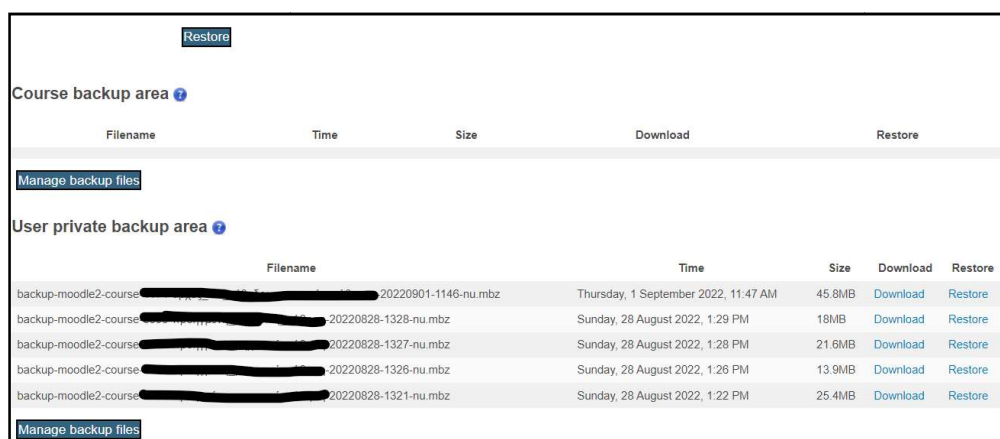 Restore
Course backup area
Filename Time Size Download Restore
Manage backup files
User private backup area
Filename Time Size Download Restore
backup-moodle2-course -20220901-1146-nu.mbz Thursday, 1 September 2022, 11:47 AM 45.8MB Download Restore
backup-moodle2-course -20220828-1328-nu.mbz Sunday, 28 August 2022, 1:29 PM 18MB Download Restore
backup-moodle2-course 20220828-1327-nu.mbz Sunday, 28 August 2022, 1:28 PM 21.6MB Download Restore
backup-moodle2-course -20220828-1326-nu.mbz Sunday, 28 August 2022, 1:26 PM 13.9MB Download Restore
backup-moodle2-course 20220828-1321-nu.mbz Sunday, 28 August 2022, 1:22 PM 25.4MB Download Restore
Manage backup files